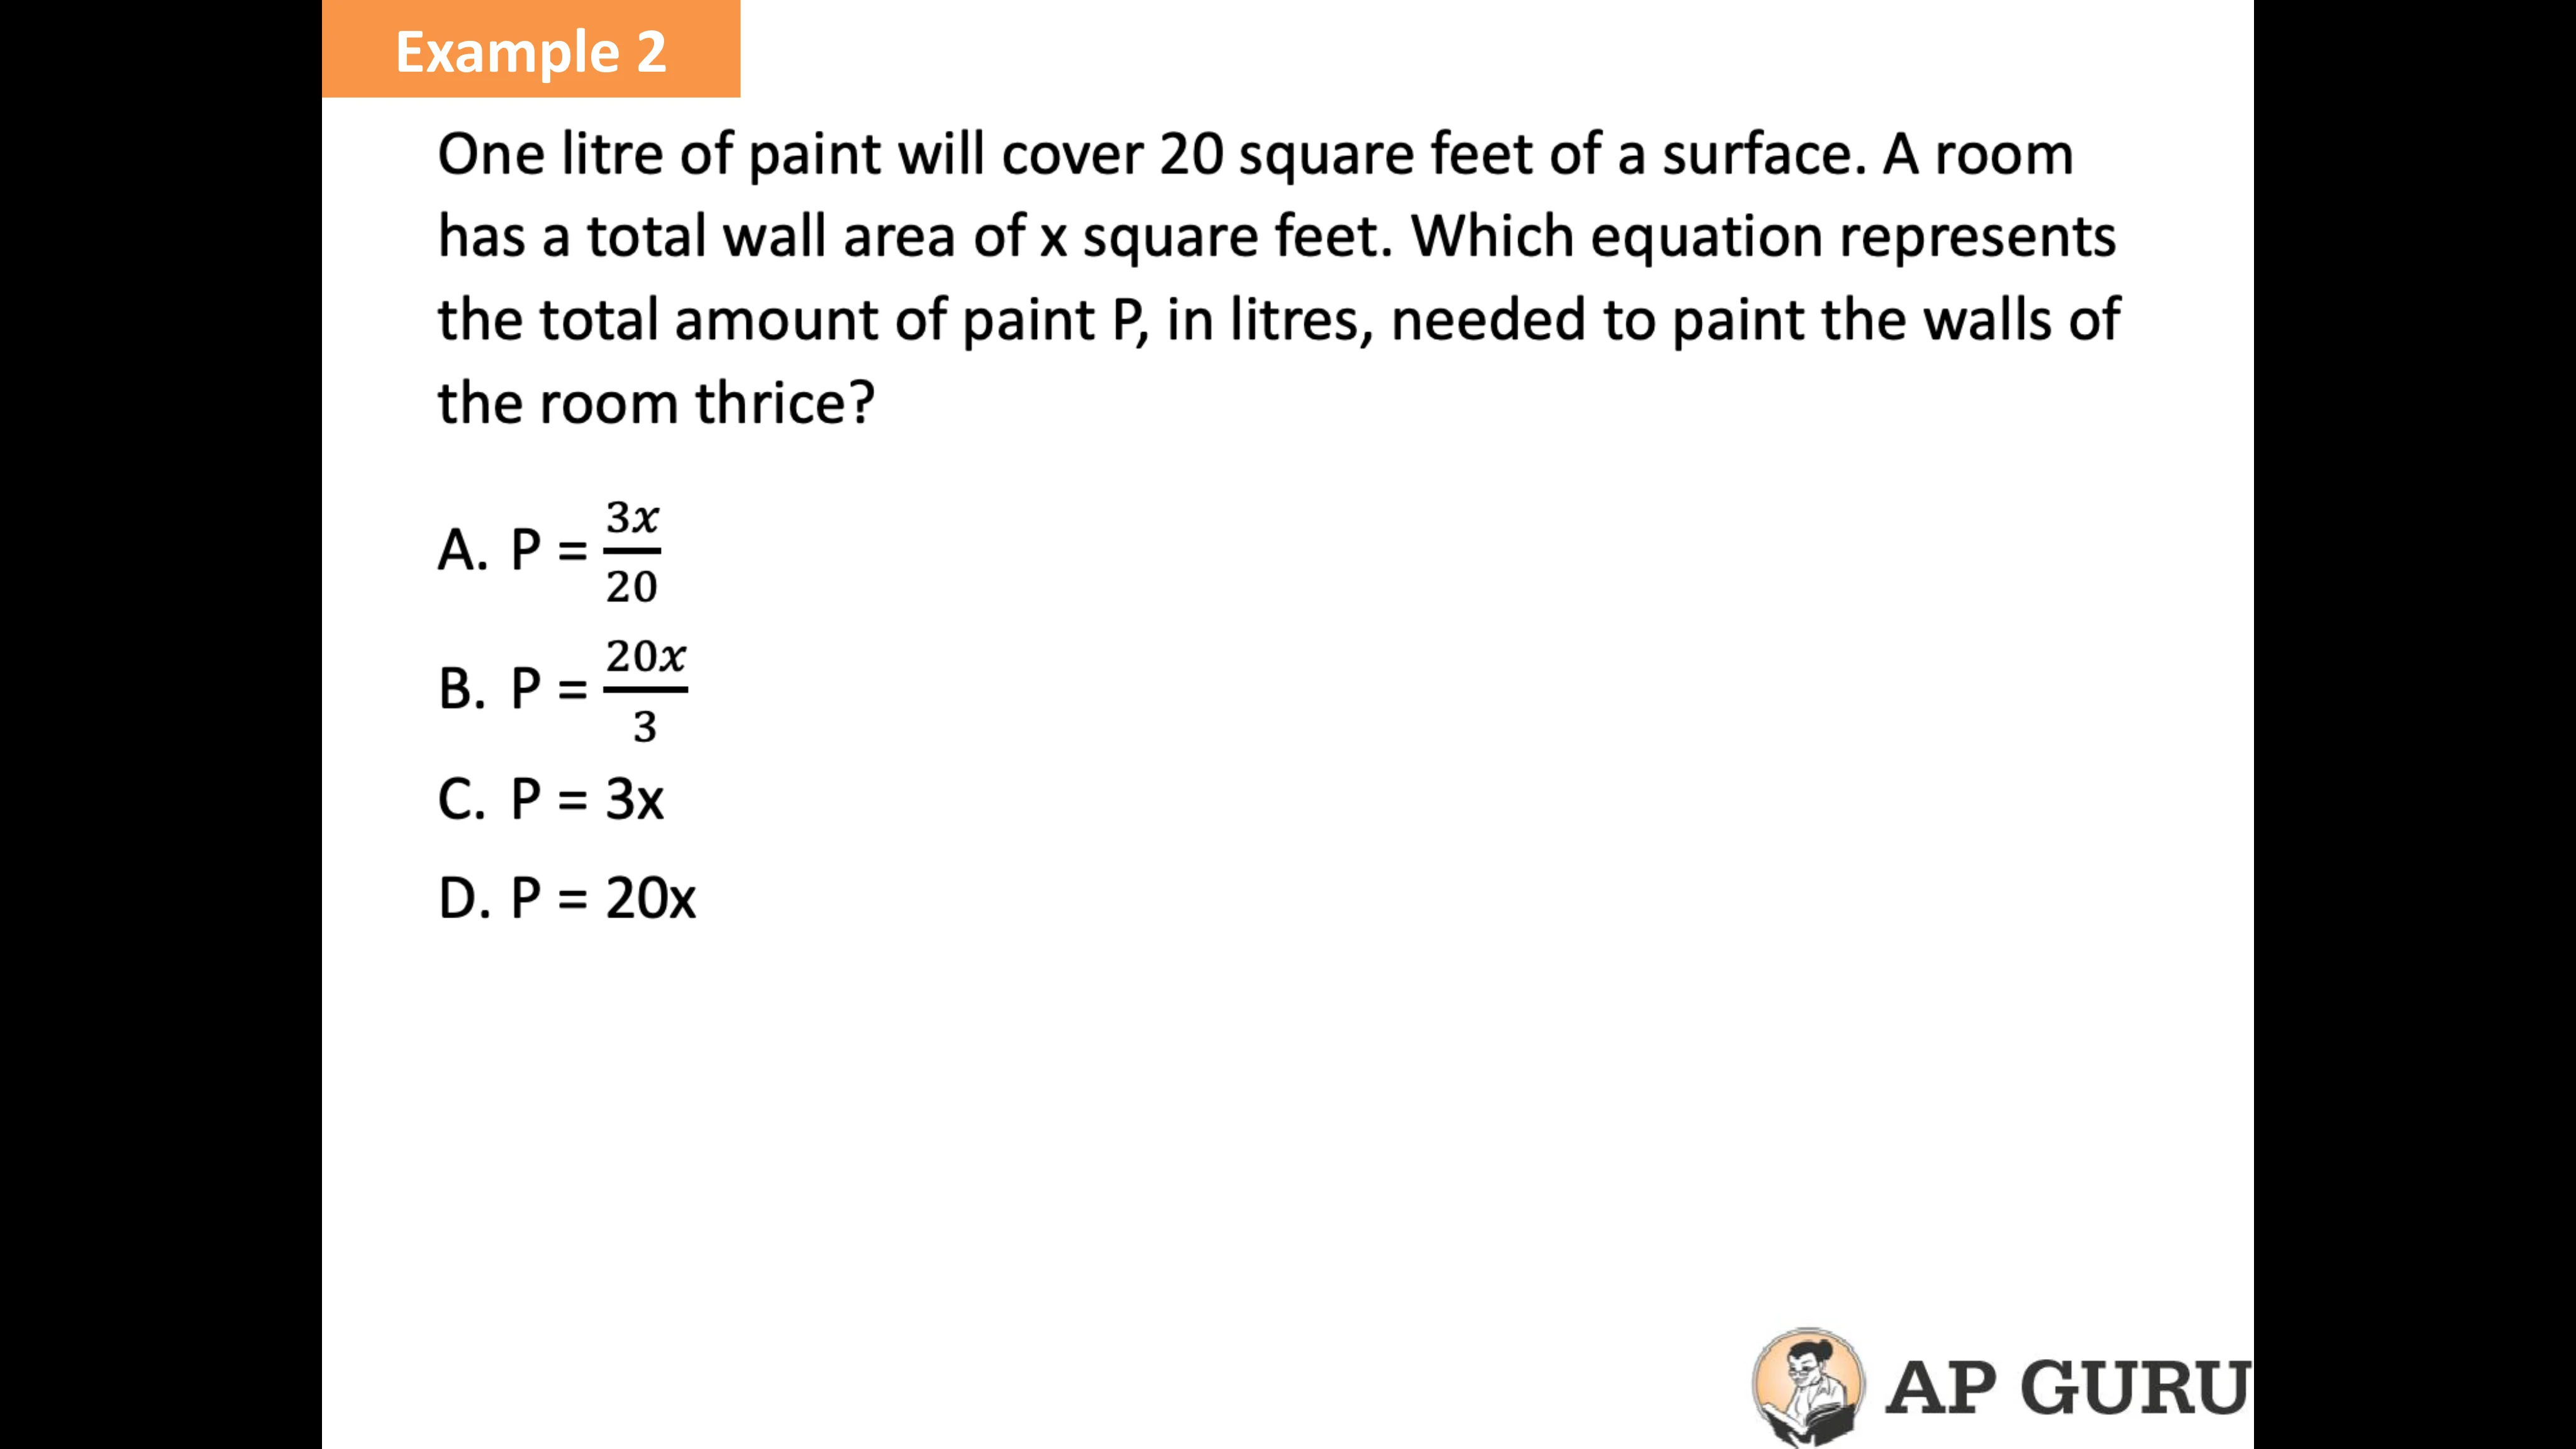 Example 2
One litre of paint will cover 20 square feet of a surface. A room
has a total wall area of x square feet. Which equation represents
the total amount of paint P, in litres, needed to paint the walls of
the room thrice?
A. P = 3x/20
B. P = 20x/3
C. P = 3x
D. P = 20x
AP GURU